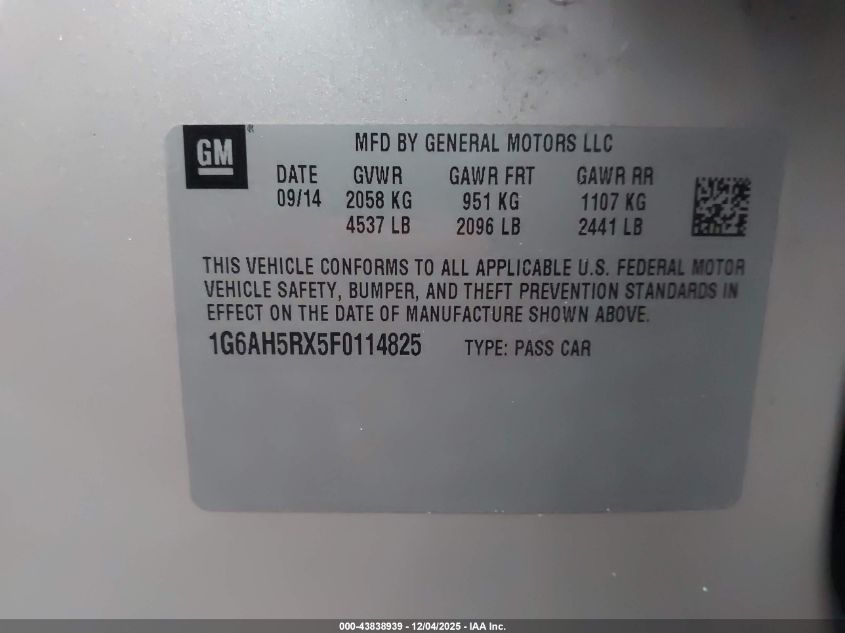 GM®
MFD BY GENERAL MOTORS LLC
DATE GVWR GAWR FRT GAWR RR
09/14 2058 KG 951 KG 1107 KG
4537 LB 2096 LB 2441 LB
THIS VEHICLE CONFORMS TO ALL APPLICABLE U.S. FEDERAL MOTOR
VEHICLE SAFETY, BUMPER, AND THEFT PREVENTION STANDARDS IN
EFFECT ON THE DATE OF MANUFACTURE SHOWN ABOVE.
1G6AH5RX5F0114825 TYPE: PASS CAR
000-43838939 - 12/04/2025 - IAA Inc.